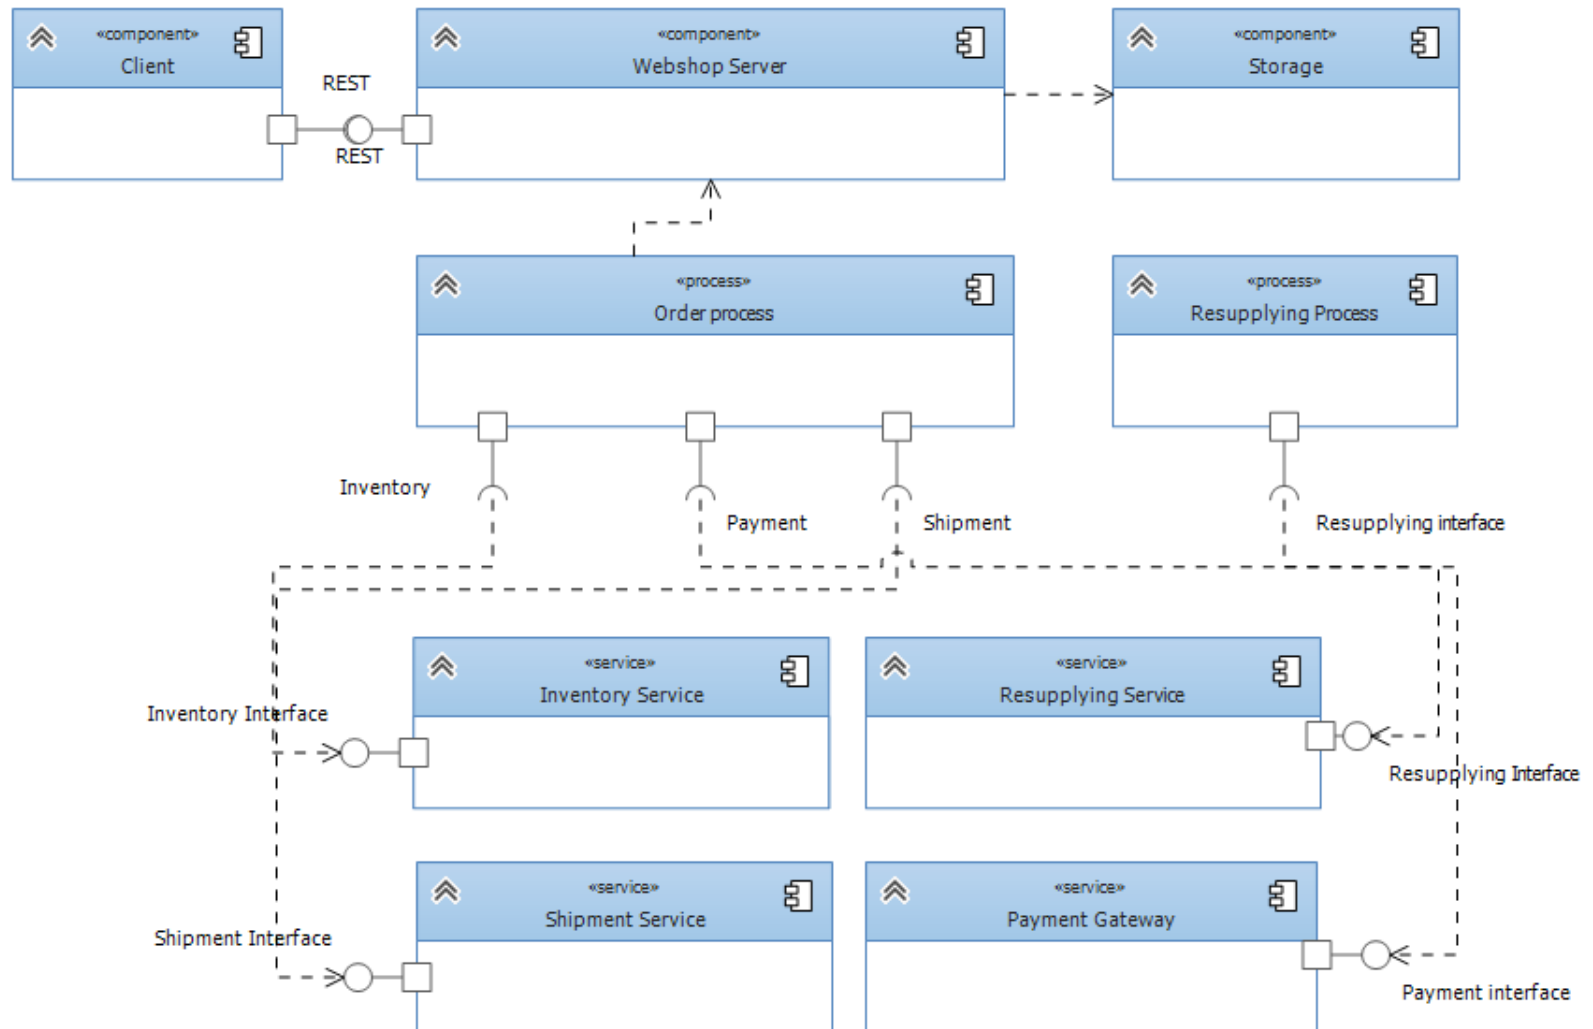 «component»
Client
REST
REST
«component»
Webshop Server
«component»
Storage
«process»
Order process
«process»
Resupplying Process
Inventory
Payment
Shipment
Resupplying interface
«service»
Inventory Service
«service»
Resupplying Service
Inventory Interface
Resupplying Interface
«service»
Shipment Service
«service»
Payment Gateway
Shipment Interface
Payment interface